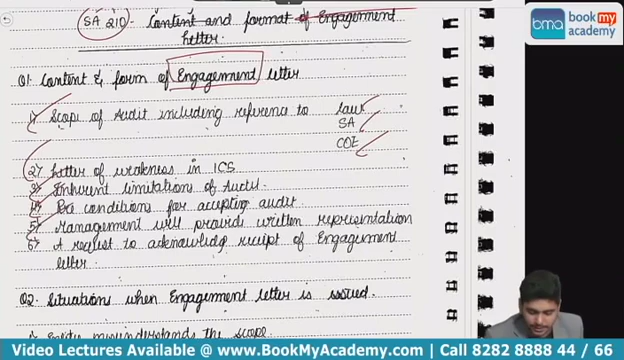 SA 210 - Content and format of Engagement
Letter.
bma book my
academy
Q1. Content & form of Engagement letter
1) Scope of Audit including reference to law
SA
COE
2) Letter of weakness in ICS
3) Inherent limitations of Audit.
4) Pre conditions for accepting audit
5) Management will provide written representation
6) A request to acknowledge receipt of Engagement
letter.
Q2. Situations when Engagement letter is issued.
misunderstands the scope
Video Lectures Available @ www.BookMyAcademy.com | Call 8282 8888 44 / 66